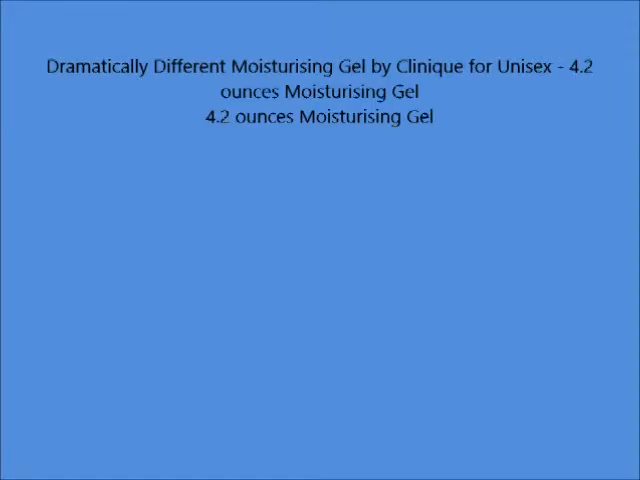 Dramatically Different Moisturising Gel by Clinique for Unisex - 4.2
ounces Moisturising Gel
4.2 ounces Moisturising Gel